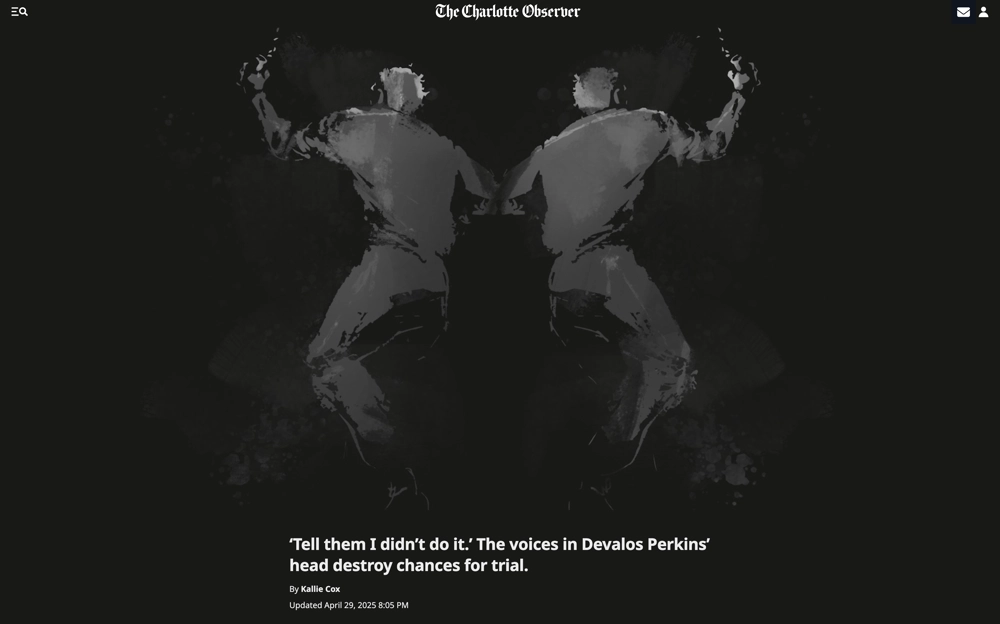 The Charlotte Observer
‘Tell them I didn’t do it.’ The voices in Devalos Perkins’
head destroy chances for trial.
By Kallie Cox
Updated April 29, 2025 8:05 PM